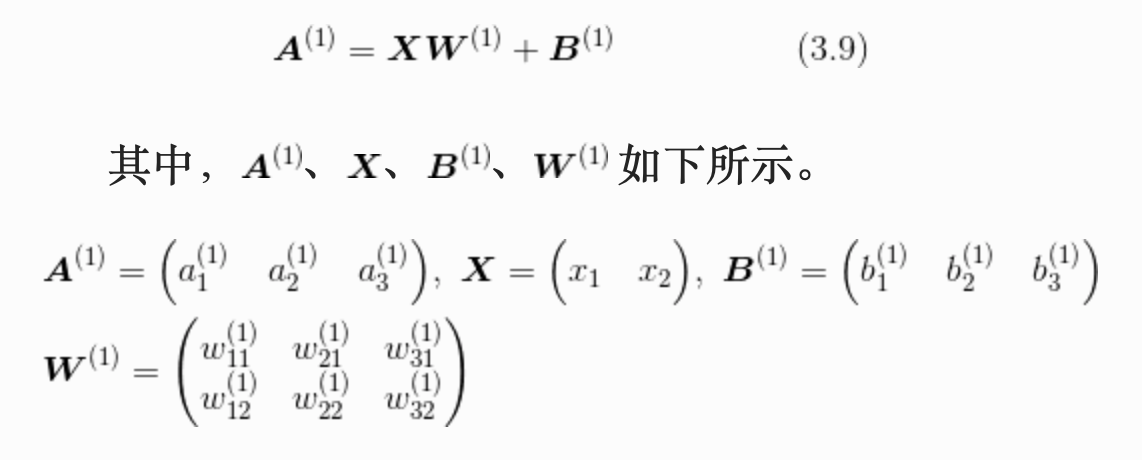 A^{(1)} = XW^{(1)} + B^{(1)} (3.9)
其中，A^{(1)}、X、B^{(1)}、W^{(1)} 如下所示。
A^{(1)} = ( a_1^{(1)} a_2^{(1)} a_3^{(1)} ), X = ( x_1 x_2 ), B^{(1)} = ( b_1^{(1)} b_2^{(1)} b_3^{(1)} )
W^{(1)} = ( w_{11}^{(1)} w_{21}^{(1)} w_{31}^{(1)}
w_{12}^{(1)} w_{22}^{(1)} w_{32}^{(1)} )